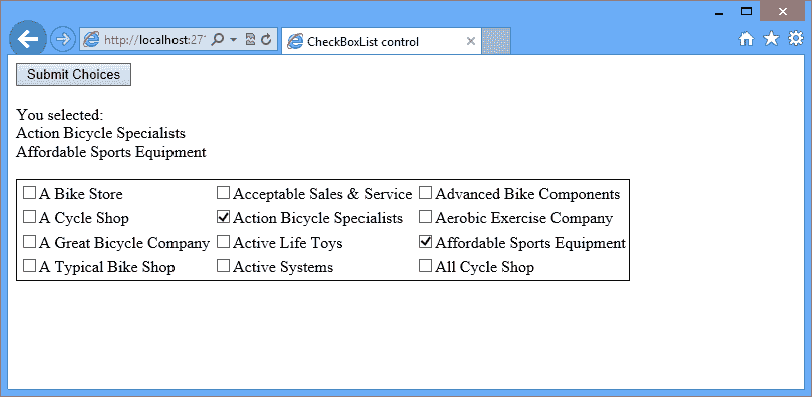 http://localhost:27
CheckBoxList control
Submit Choices
You selected:
Action Bicycle Specialists
Affordable Sports Equipment
A Bike Store Acceptable Sales & Service Advanced Bike Components
A Cycle Shop Action Bicycle Specialists Aerobic Exercise Company
A Great Bicycle Company Active Life Toys Affordable Sports Equipment
A Typical Bike Shop Active Systems All Cycle Shop